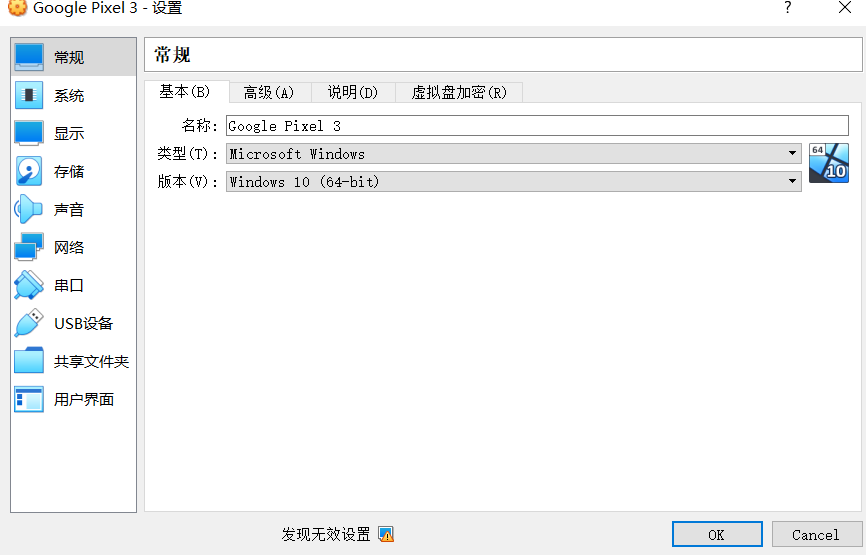 Google Pixel 3 - 设置
?
常规
系统
显示
存储
声音
网络
串口
USB设备
共享文件夹
用户界面
常规
基本(B) 高级(A) 说明(D) 虚拟盘加密(R)
名称: Google Pixel 3
类型(T): Microsoft Windows
版本(V): Windows 10 (64-bit)
64
10
发现无效设置
OK Cancel